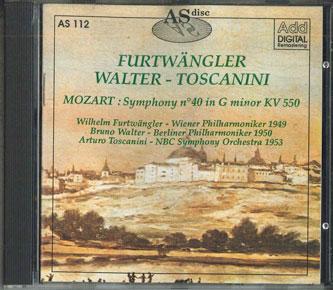 AS 112
AS disc
Add
DIGITAL
Remastering
FURTWÄNGLER
WALTER - TOSCANINI
MOZART : Symphony n°40 in G minor KV 550
Wilhelm Furtwängler - Wiener Philharmoniker 1949
Bruno Walter - Berliner Philharmoniker 1950
Arturo Toscanini - NBC Symphony Orchestra 1953